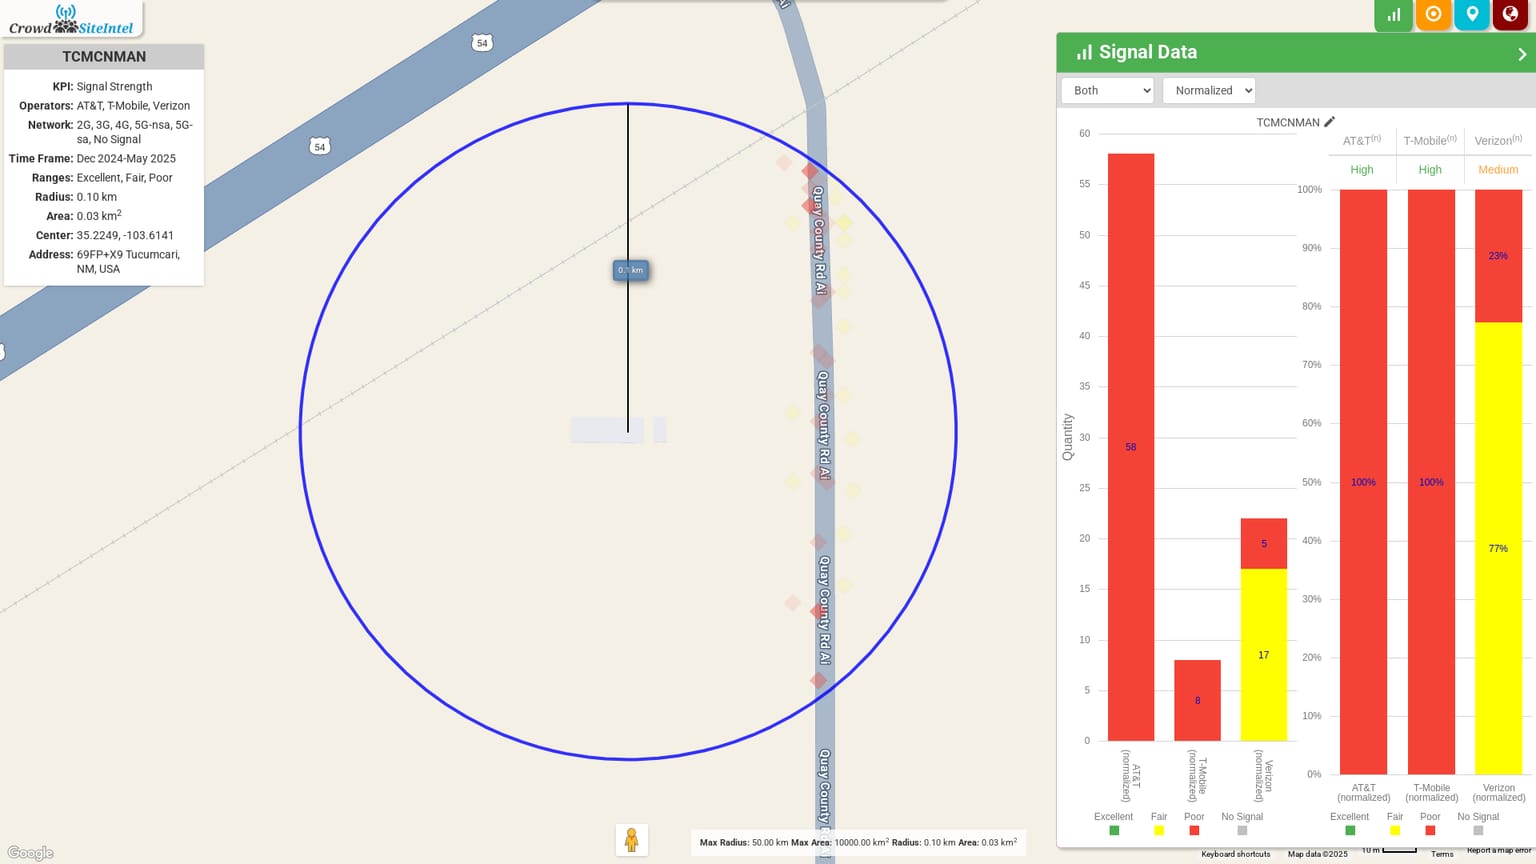 Crowd SiteIntel
TCMCNMAN
KPI: Signal Strength
Operators: AT&T, T-Mobile, Verizon
Network: 2G, 3G, 4G, 5G-nsa, 5G-
sa, No Signal
Time Frame: Dec 2024-May 2025
Ranges: Excellent, Fair, Poor
Radius: 0.10 km
Area: 0.03 km²
Center: 35.2249, -103.6141
Address: 69FP+X9 Tucumcari,
NM, USA
54
54
0.1 km
Quay County Rd Ai
Quay County Rd Ai
Quay County Rd Ai
Quay County Rd Ai
Google
Max Radius: 50.00 km Max Area: 10000.00 km² Radius: 0.10 km Area: 0.03 km²
Signal Data
Both
Normalized
TCMCNMAN
60
55
50
45
40
35
30
25
20
15
10
5
0
Quantity
58
8
5
17
AT&T
(normalized)
T-Mobile
(normalized)
Verizon
(normalized)
Excellent Fair Poor No Signal
AT&T(n) T-Mobile(n) Verizon(n)
High High Medium
100%
90%
80%
70%
60%
50%
40%
30%
20%
10%
0%
100%
100%
23%
77%
AT&T
(normalized)
T-Mobile
(normalized)
Verizon
(normalized)
Excellent Fair Poor No Signal
Keyboard shortcuts
Map data ©2025
10 m
Terms
Report a map error